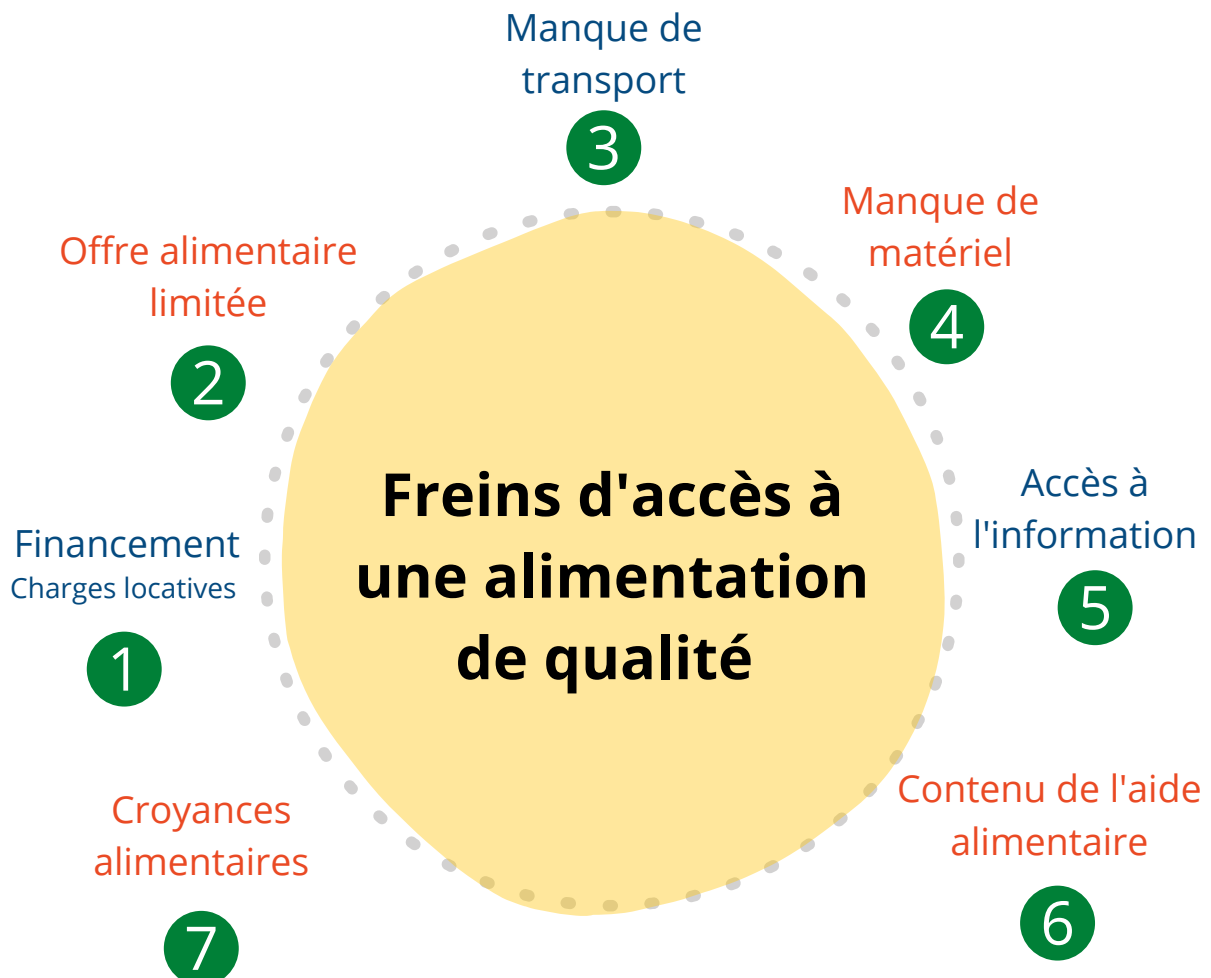 Manque de
transport
3
Manque de
matériel
4
Offre alimentaire
limitée
2
Freins d'accès à
une alimentation
de qualité
Accès à
l'information
5
Financement
Charges locatives
1
Contenu de l'aide
alimentaire
6
Croyances
alimentaires
7